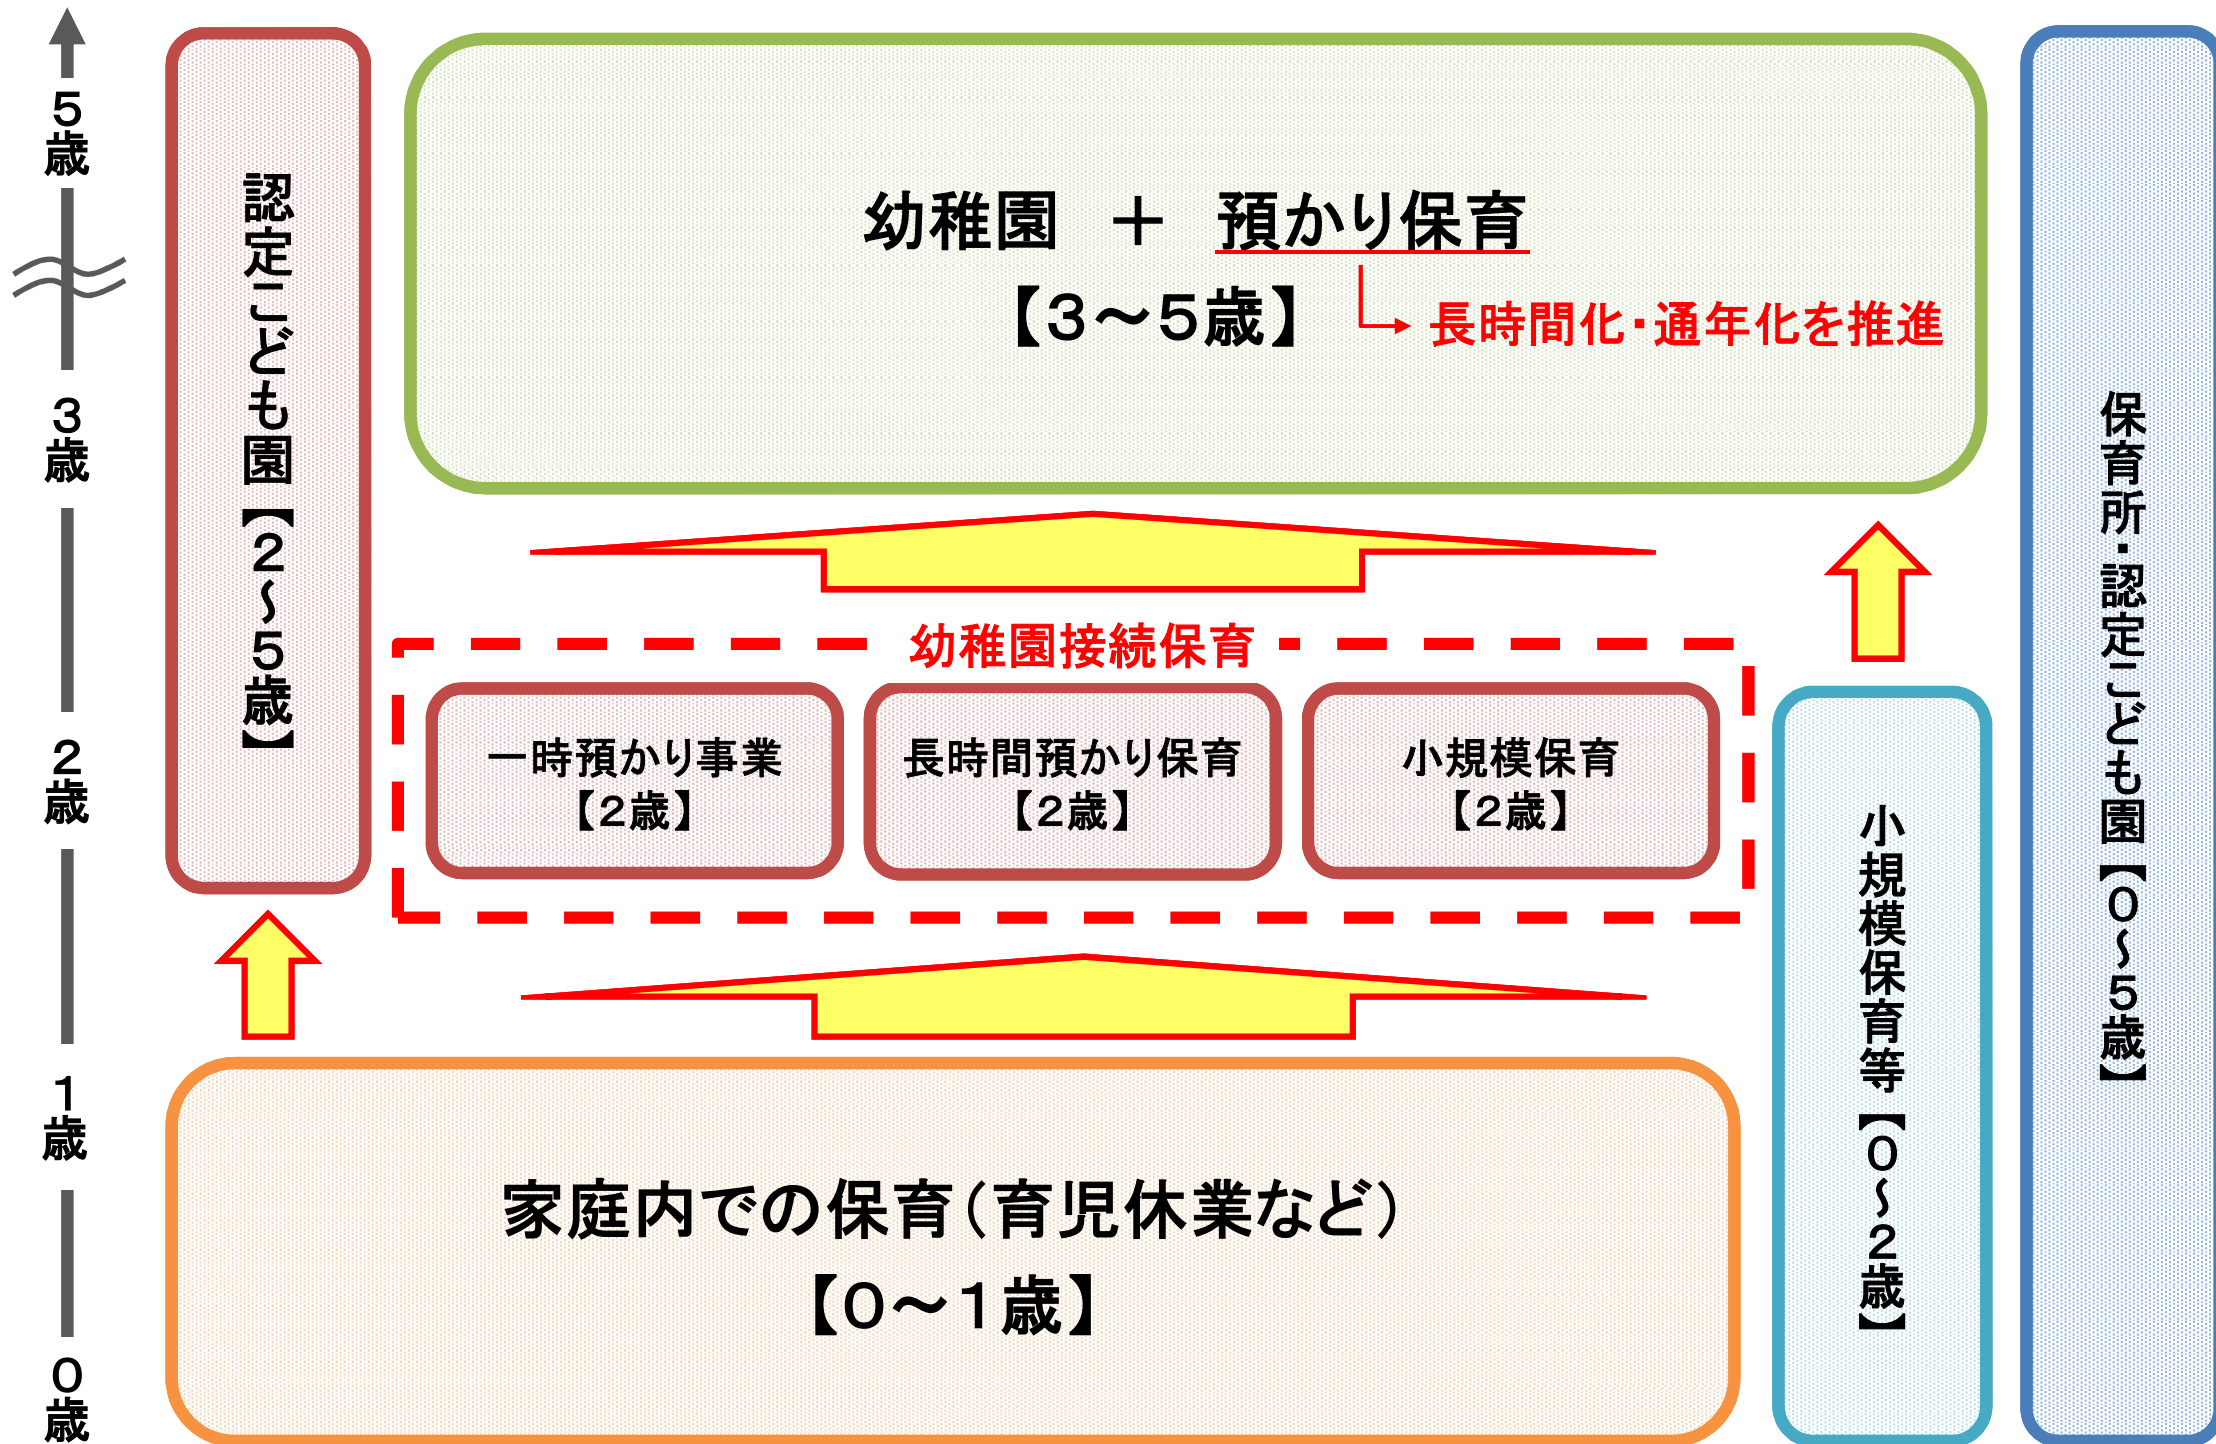 5歳
3歳
2歳
1歳
0歳
認定こども園【2～5歳】
幼稚園　＋　預かり保育
【3～5歳】
長時間化・通年化を推進
幼稚園接続保育
一時預かり事業
【2歳】
長時間預かり保育
【2歳】
小規模保育
【2歳】
家庭内での保育（育児休業など）
【0～1歳】
小規模保育等【0～2歳】
保育所・認定こども園【0～5歳】